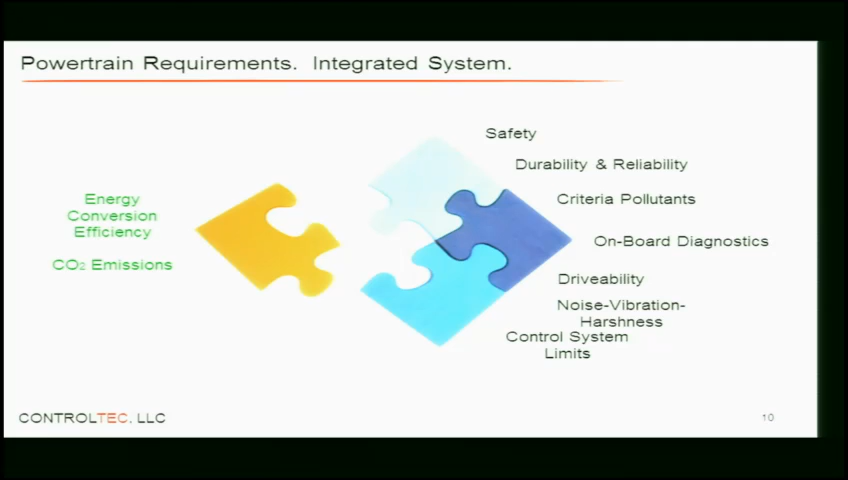 Powertrain Requirements. Integrated System.
Safety
Durability & Reliability
Energy
Conversion
Efficiency
CO2 Emissions
Criteria Pollutants
On-Board Diagnostics
Driveability
Noise-Vibration-
Harshness
Control System
Limits
CONTROLTEC, LLC
10